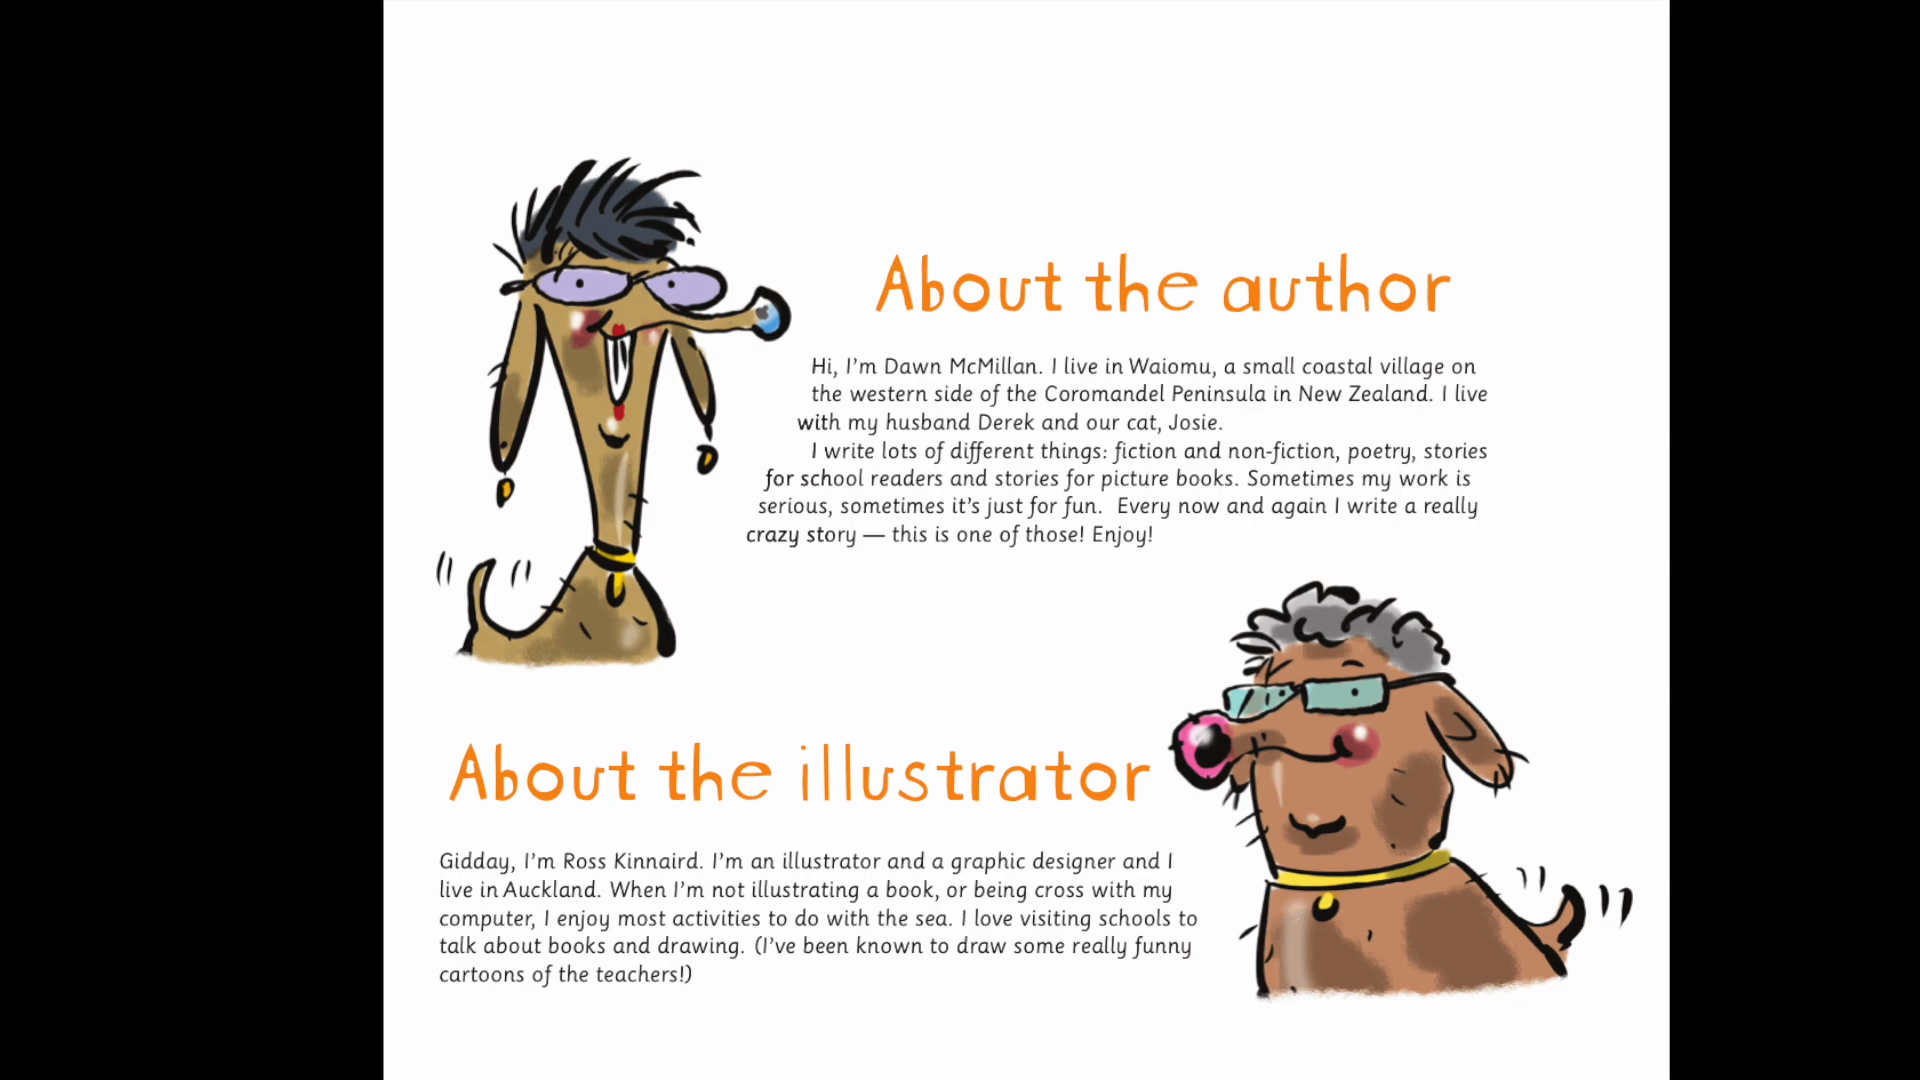 About the author
Hi, I'm Dawn McMillan. I live in Waiomu, a small coastal village on
the western side of the Coromandel Peninsula in New Zealand. I live
with my husband Derek and our cat, Josie.
I write lots of different things: fiction and non-fiction, poetry, stories
for school readers and stories for picture books. Sometimes my work is
serious, sometimes it's just for fun.  Every now and again I write a really
crazy story — this is one of those! Enjoy!
About the illustrator
Gidday, I'm Ross Kinnaird. I'm an illustrator and a graphic designer and I
live in Auckland. When I'm not illustrating a book, or being cross with my
computer, I enjoy most activities to do with the sea. I love visiting schools to
talk about books and drawing. (I've been known to draw some really funny
cartoons of the teachers!)